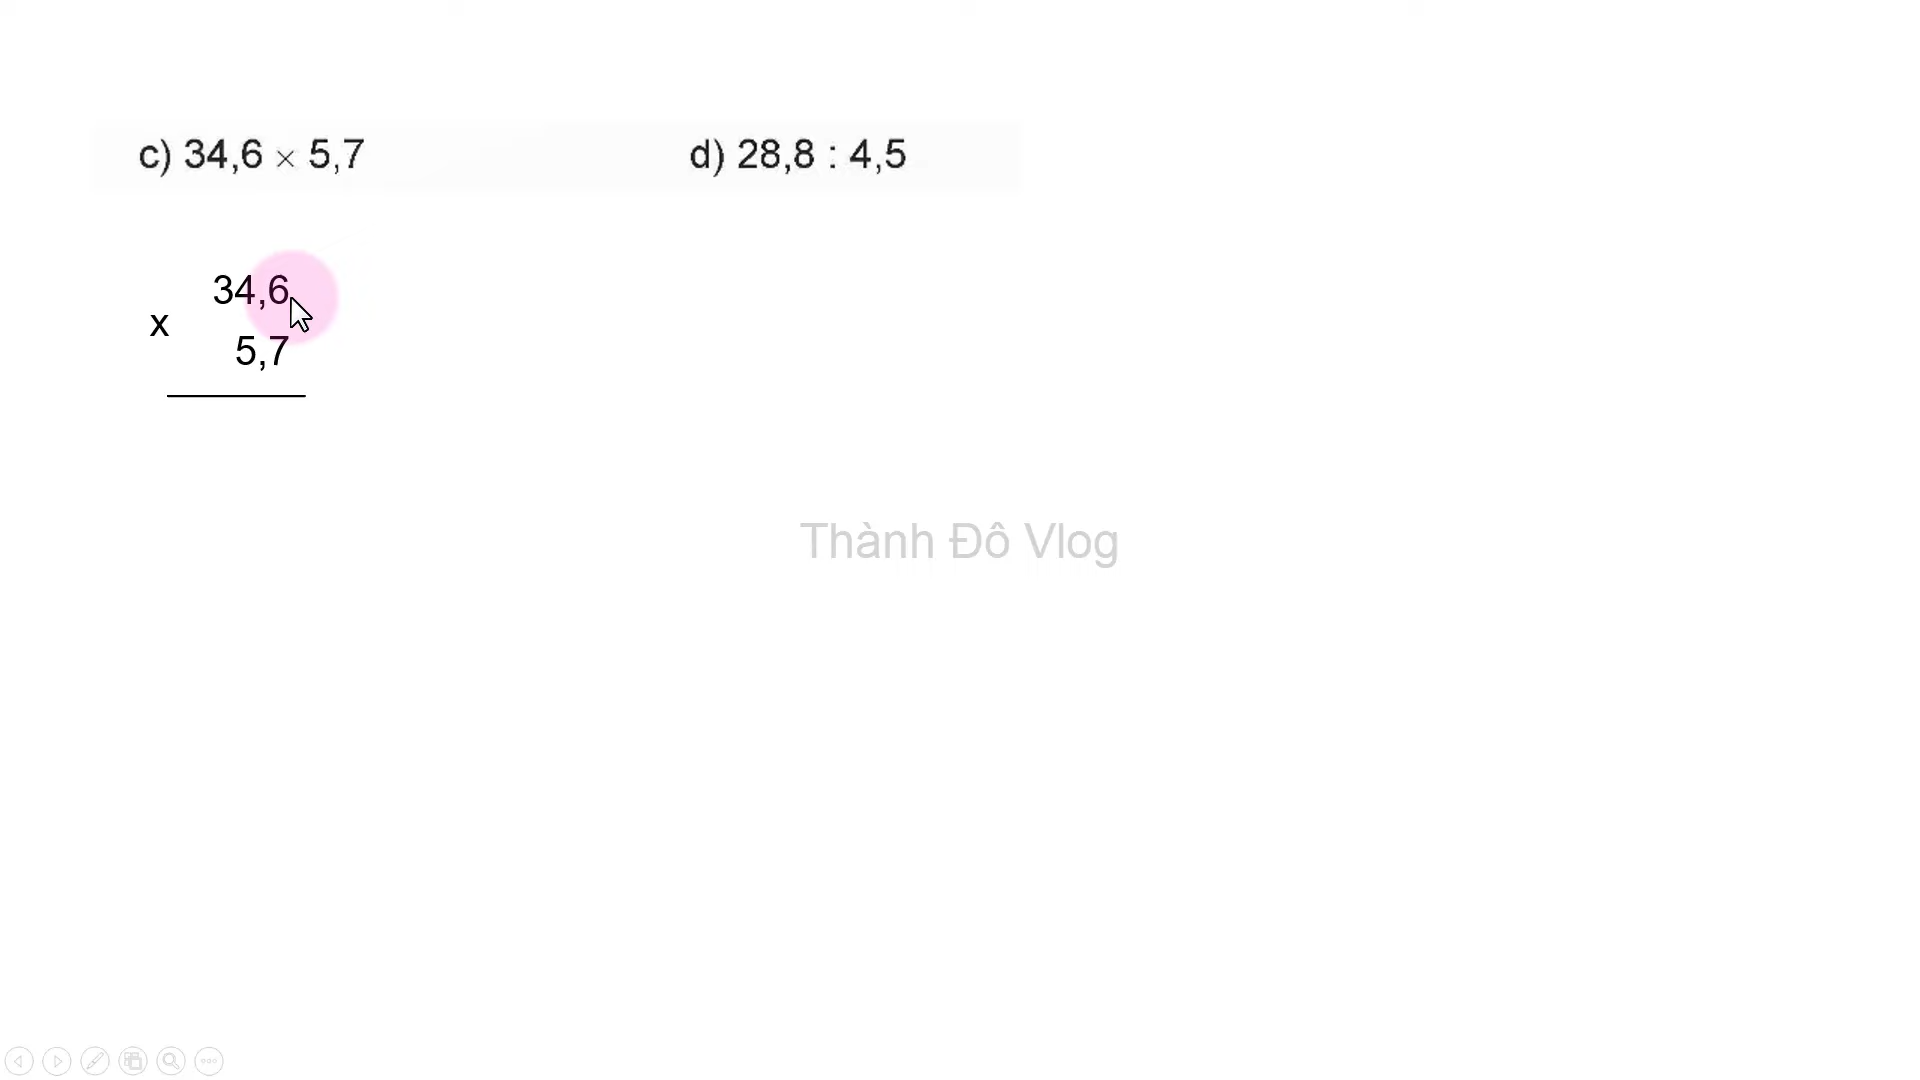 c) 34,6 × 5,7
d) 28,8 : 4,5
34,6
x
5,7
Thành Đô Vlog